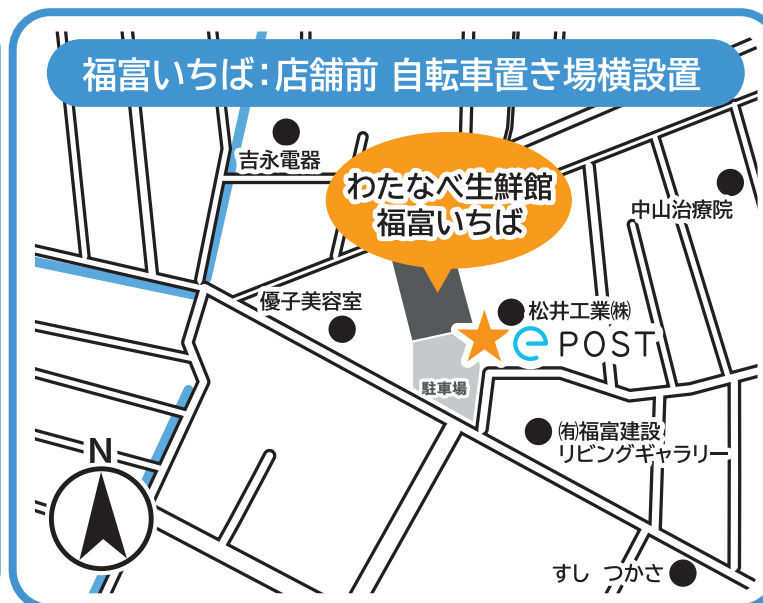 福富いちば:店舗前 自転車置き場横設置
吉永電器
わたなべ生鮮館
福富いちば
中山治療院
優子美容室
松井工業㈱
e POST
駐車場
㈲福富建設
リビングギャラリー
N
すし つかさ